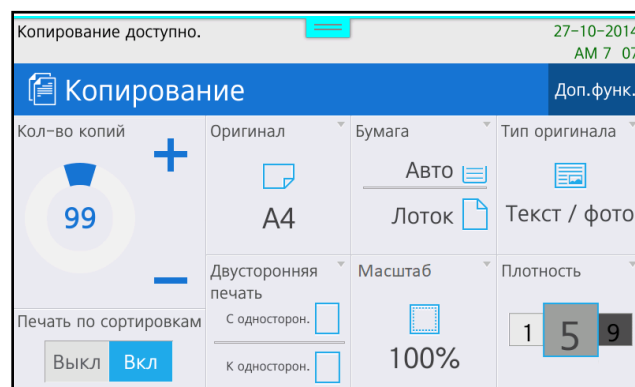 Копирование доступно.
27-10-2014
AM 7 07
Копирование
Доп.функ.
Кол-во копий
99
Оригинал
A4
Бумага
Авто
Лоток
Тип оригинала
Текст / фото
Печать по сортировкам
Выкл Вкл
Двусторонняя
печать
С односторон.
К односторон.
Масштаб
100%
Плотность
1 5 9